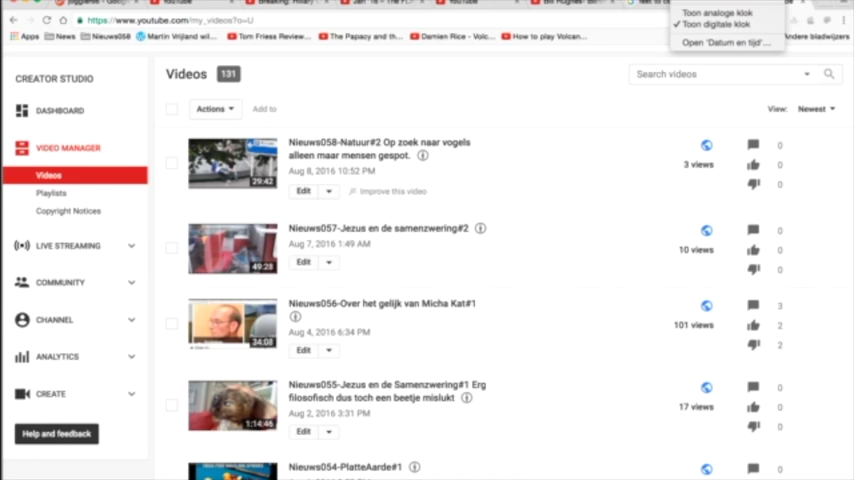 YouTube
YouTube
Toon analoge klok
Toon digitale klok
Open 'Datum en tijd'...
https://www.youtube.com/my_videos?o=U
Apps
News
Nieuws058
Martin Vrijland wil...
Tom Friess Review...
The Papacy and th...
Damien Rice - Volc...
How to play Volcan...
Andere bladwijzers
CREATOR STUDIO
Videos 131
Search videos
DASHBOARD
Actions
Add to
View: Newest
VIDEO MANAGER
Videos
Playlists
Copyright Notices
LIVE STREAMING
COMMUNITY
CHANNEL
ANALYTICS
CREATE
Help and feedback
29:42
Nieuws058-Natuur#2 Op zoek naar vogels
alleen maar mensen gespot.
Aug 8, 2016 10:52 PM
Edit
Improve this video
3 views
0
0
0
49:28
Nieuws057-Jezus en de samenzwering#2
Aug 7, 2016 1:49 AM
Edit
10 views
0
0
0
34:08
Nieuws056-Over het gelijk van Micha Kat#1
Aug 4, 2016 6:34 PM
Edit
101 views
3
2
2
1:14:46
Nieuws055-Jezus en de Samenzwering#1 Erg
filosofisch dus toch een beetje mislukt
Aug 2, 2016 3:31 PM
Edit
17 views
0
0
0
Nieuws054-PlatteAarde#1
0